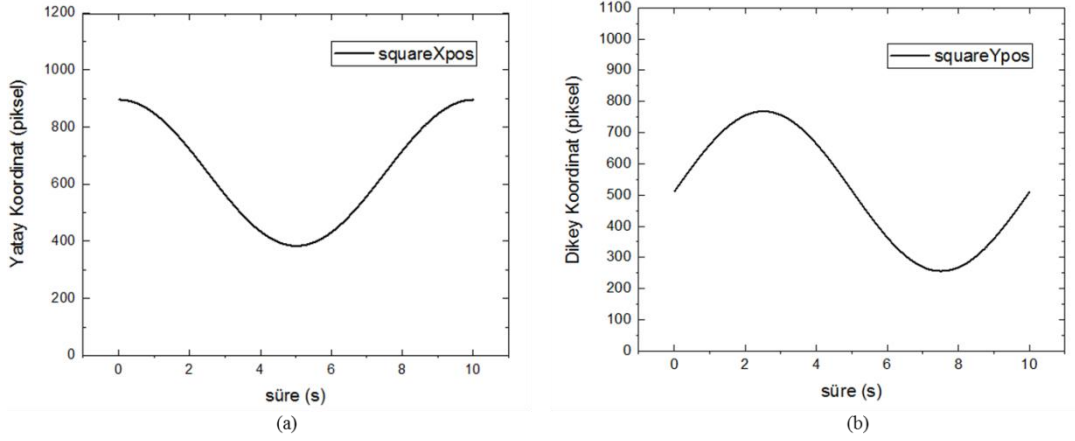 1200
1000
800
600
400
200
0
Yatay Koordinat (piksel)
squareXpos
0 2 4 6 8 10
süre (s)
(a)
1100
1000
900
800
700
600
500
400
300
200
100
0
Dikey Koordinat (piksel)
squareYpos
0 2 4 6 8 10
süre (s)
(b)